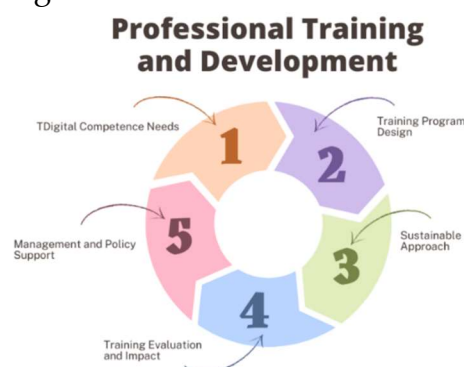 Professional Training
and Development
TDigital Competence Needs
1
2
Training Program
Design
Sustainable
Approach
3
4
5
Management and Policy
Support
Training Evaluation
and Impact